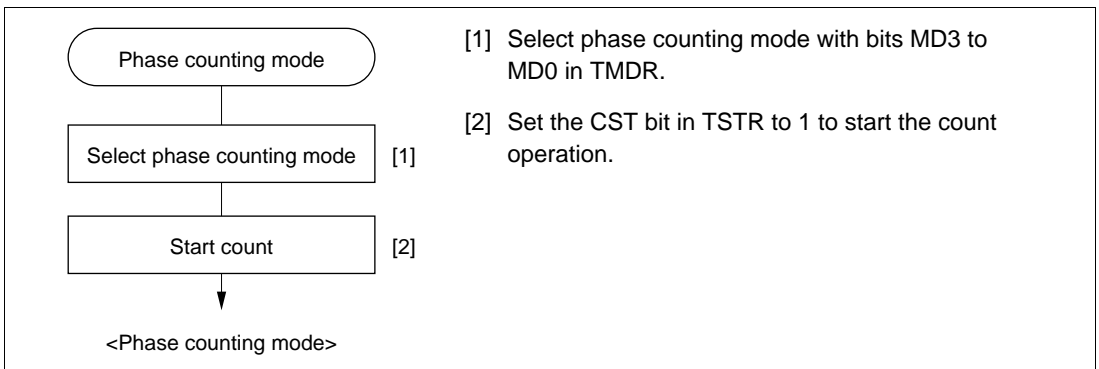 Phase counting mode
Select phase counting mode [1]
Start count [2]
<Phase counting mode>
[1] Select phase counting mode with bits MD3 to
MD0 in TMDR.
[2] Set the CST bit in TSTR to 1 to start the count
operation.